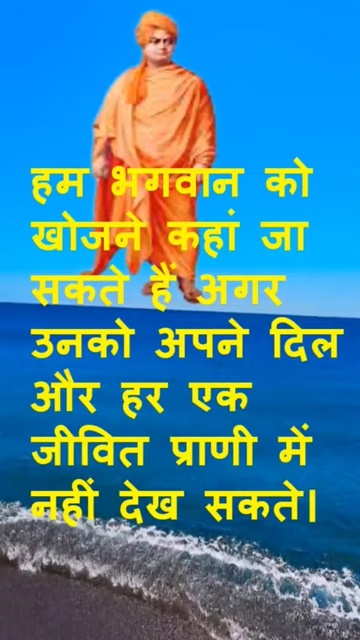 हम भगवान को
खोजने कहां जा
सकते हैं अगर
उनको अपने दिल
और हर एक
जीवित प्राणी में
नहीं देख सकते।